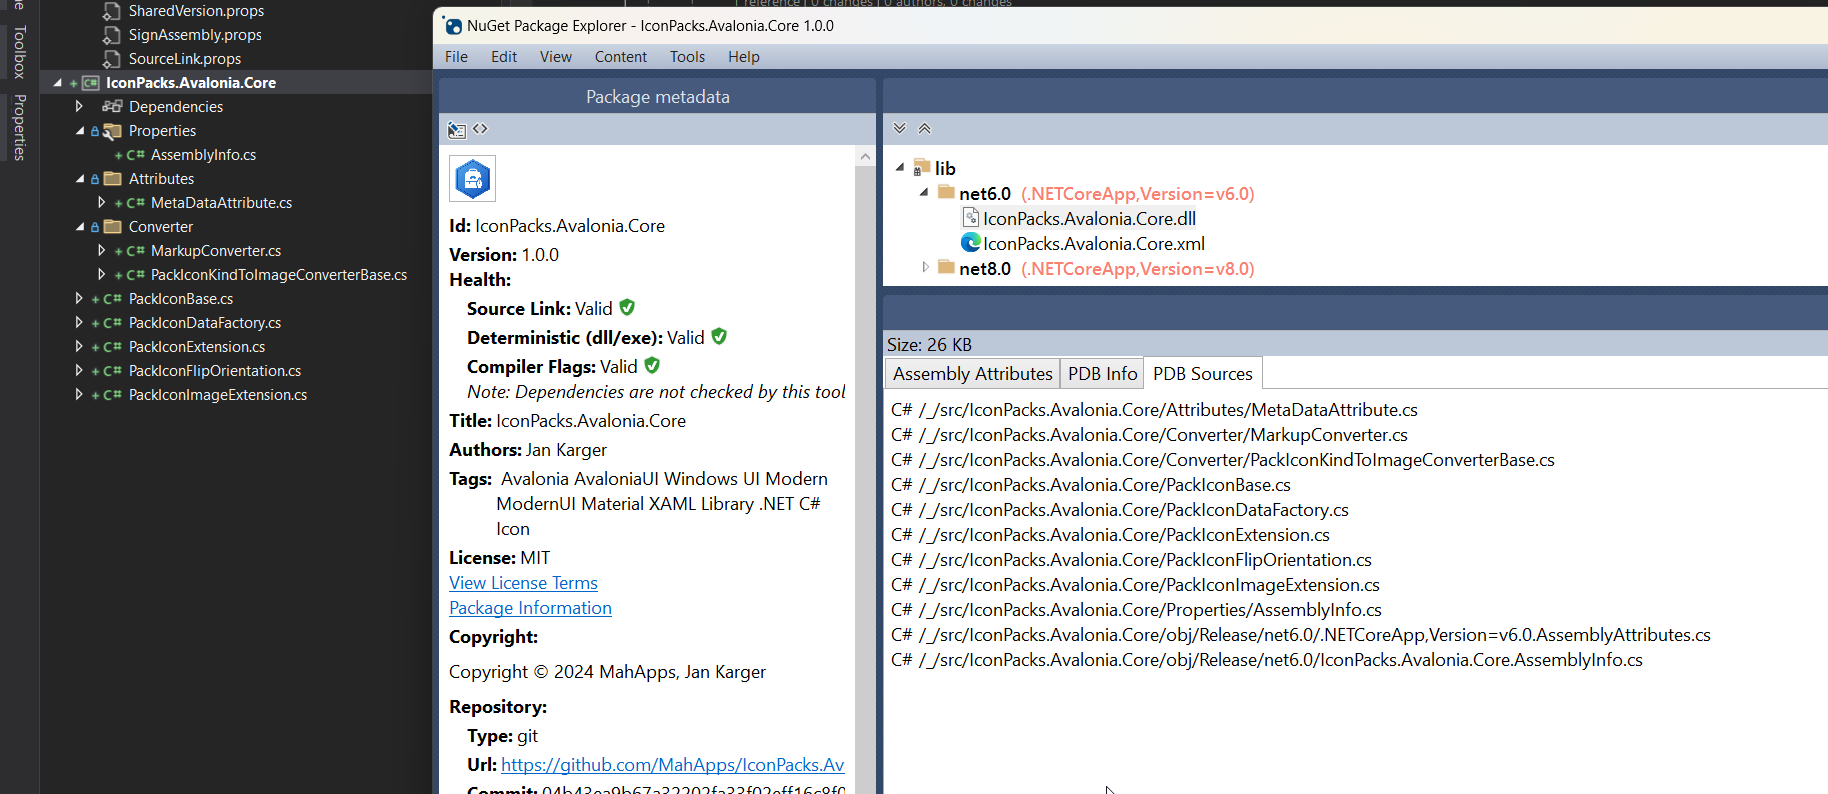 Toolbox
Properties
SharedVersion.props
SignAssembly.props
SourceLink.props
IconPacks.Avalonia.Core
Dependencies
Properties
C# AssemblyInfo.cs
Attributes
C# MetaDataAttribute.cs
Converter
C# MarkupConverter.cs
C# PackIconKindToImageConverterBase.cs
C# PackIconBase.cs
C# PackIconDataFactory.cs
C# PackIconExtension.cs
C# PackIconFlipOrientation.cs
C# PackIconImageExtension.cs
1 reference | 0 changes | 0 authors, 0 changes
NuGet Package Explorer - IconPacks.Avalonia.Core 1.0.0
File Edit View Content Tools Help
Package metadata
Id: IconPacks.Avalonia.Core
Version: 1.0.0
Health:
Source Link: Valid
Deterministic (dll/exe): Valid
Compiler Flags: Valid
Note: Dependencies are not checked by this tool
Title: IconPacks.Avalonia.Core
Authors: Jan Karger
Tags: Avalonia AvaloniaUI Windows UI Modern
ModernUI Material XAML Library .NET C#
Icon
License: MIT
View License Terms
Package Information
Copyright:
Copyright © 2024 MahApps, Jan Karger
Repository:
Type: git
Url: https://github.com/MahApps/IconPacks.Av
lib
net6.0 (.NETCoreApp,Version=v6.0)
IconPacks.Avalonia.Core.dll
IconPacks.Avalonia.Core.xml
net8.0 (.NETCoreApp,Version=v8.0)
Size: 26 KB
Assembly Attributes PDB Info PDB Sources
C# /_/src/IconPacks.Avalonia.Core/Attributes/MetaDataAttribute.cs
C# /_/src/IconPacks.Avalonia.Core/Converter/MarkupConverter.cs
C# /_/src/IconPacks.Avalonia.Core/Converter/PackIconKindToImageConverterBase.cs
C# /_/src/IconPacks.Avalonia.Core/PackIconBase.cs
C# /_/src/IconPacks.Avalonia.Core/PackIconDataFactory.cs
C# /_/src/IconPacks.Avalonia.Core/PackIconExtension.cs
C# /_/src/IconPacks.Avalonia.Core/PackIconFlipOrientation.cs
C# /_/src/IconPacks.Avalonia.Core/PackIconImageExtension.cs
C# /_/src/IconPacks.Avalonia.Core/Properties/AssemblyInfo.cs
C# /_/src/IconPacks.Avalonia.Core/obj/Release/net6.0/.NETCoreApp,Version=v6.0.AssemblyAttributes.cs
C# /_/src/IconPacks.Avalonia.Core/obj/Release/net6.0/IconPacks.Avalonia.Core.AssemblyInfo.cs